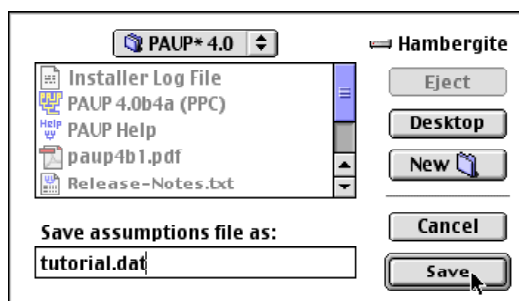 PAUP* 4.0
Hambergite
Installer Log File
PAUP 4.0b4a (PPC)
Help PAUP Help
paup4b1.pdf
Release-Notes.txt
Eject
Desktop
New
Save assumptions file as:
tutorial.dat
Cancel
Save